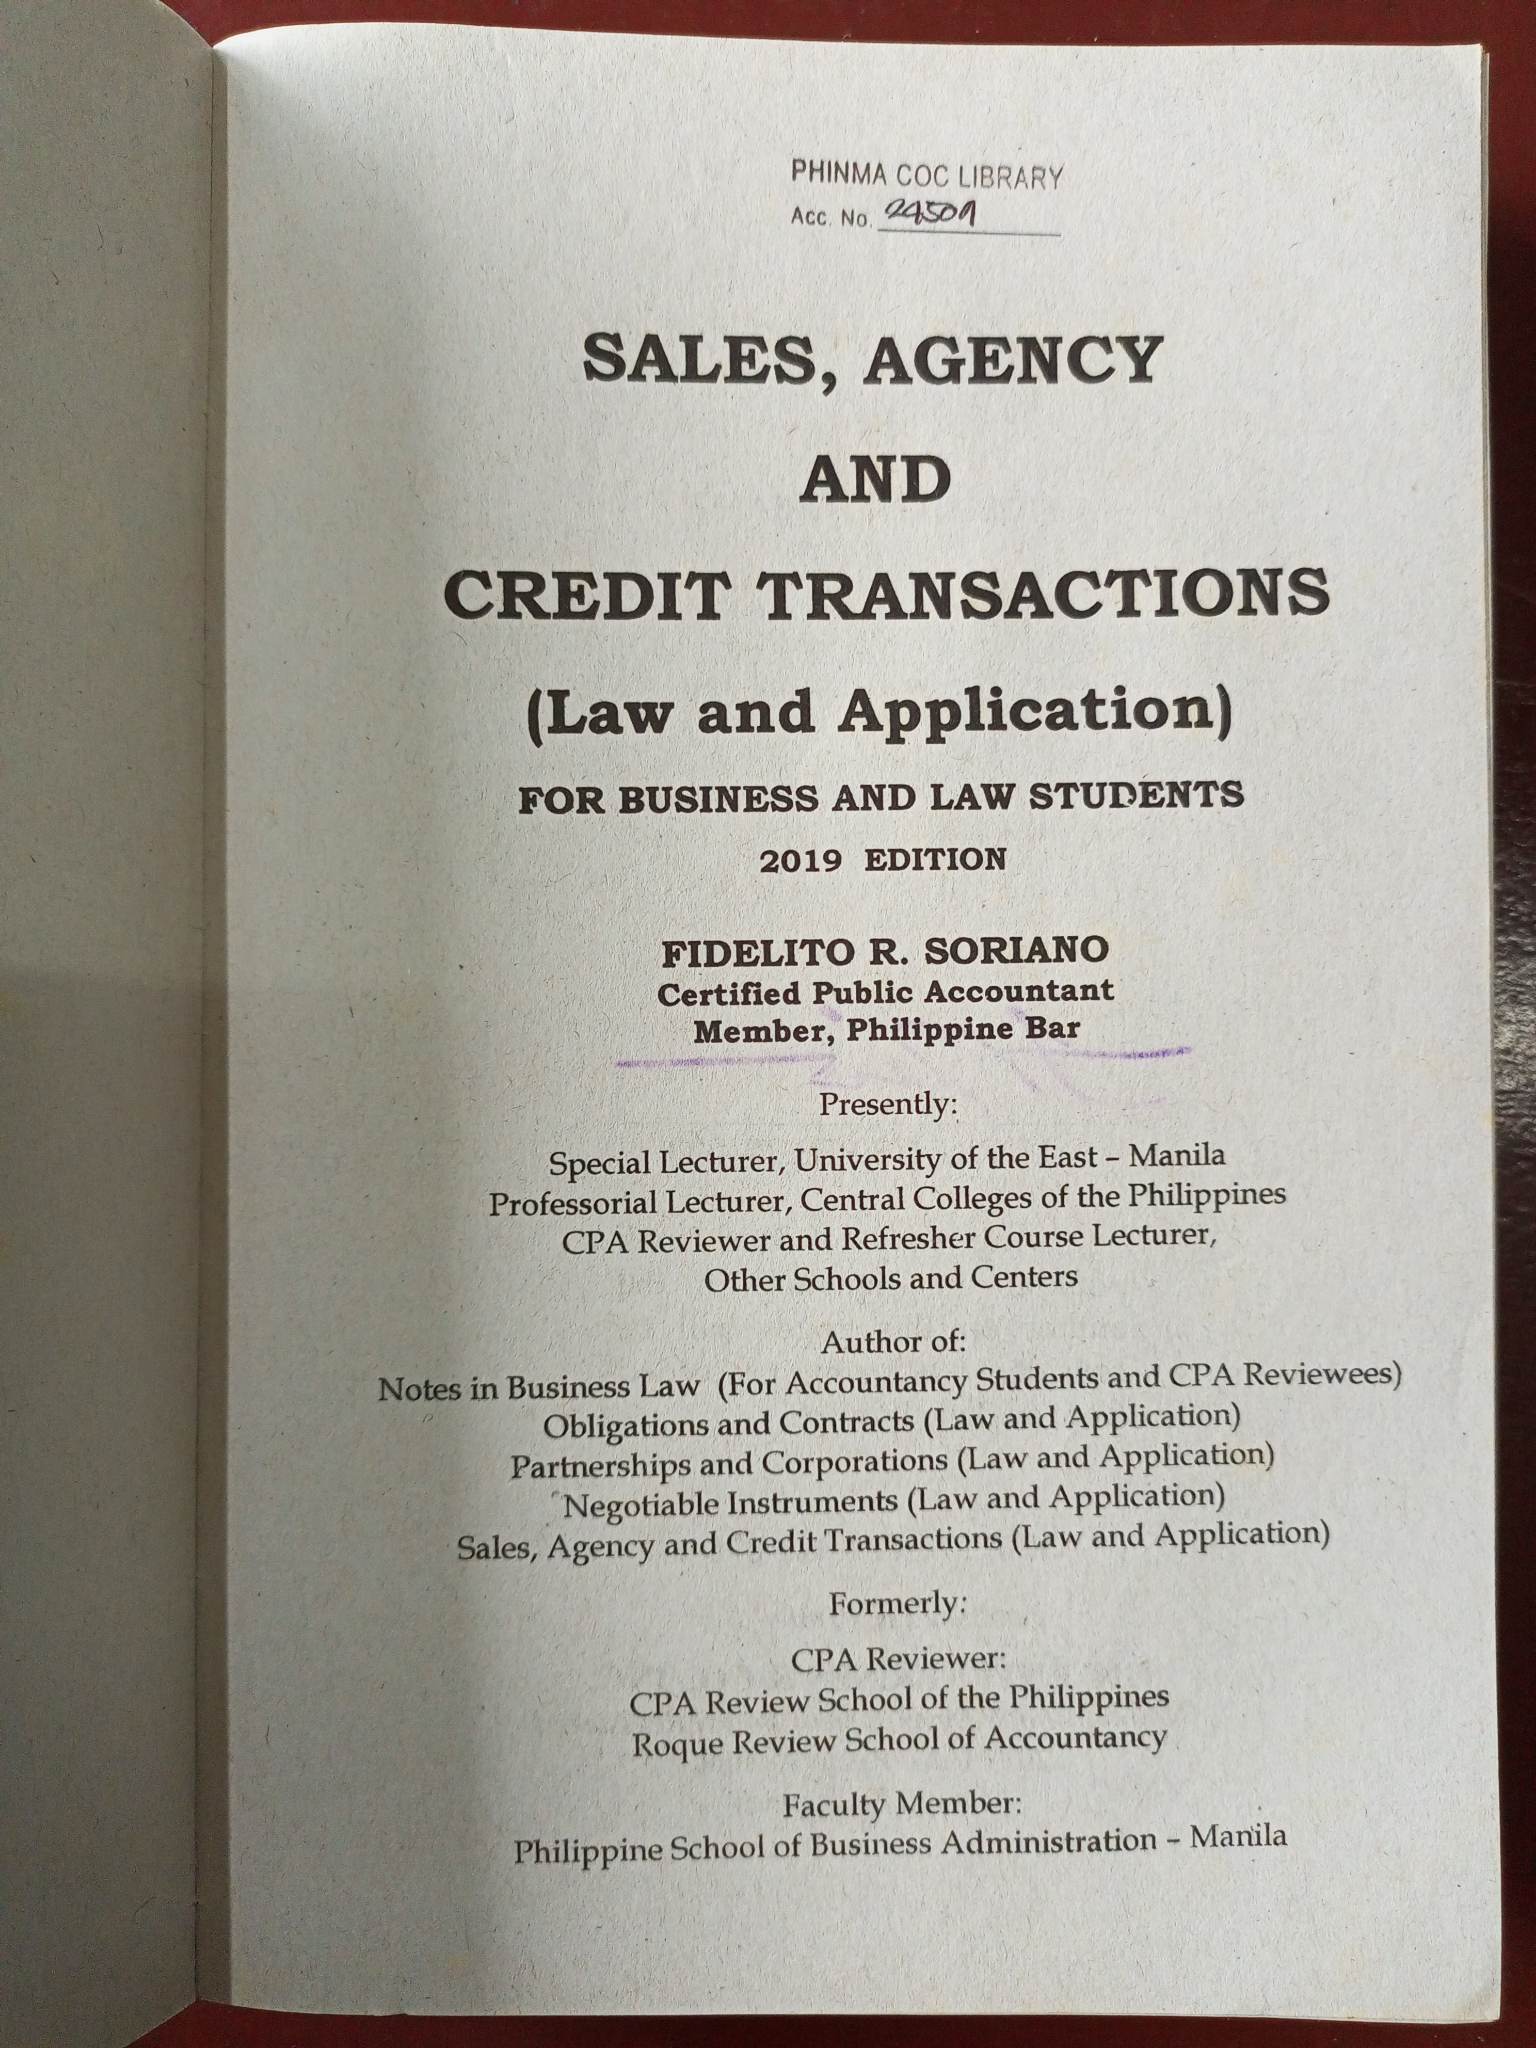 PHINMA COC LIBRARY
Acc. No. 24509
SALES, AGENCY
AND
CREDIT TRANSACTIONS
(Law and Application)
FOR BUSINESS AND LAW STUDENTS
2019 EDITION
FIDELITO R. SORIANO
Certified Public Accountant
Member, Philippine Bar
Presently:
Special Lecturer, University of the East – Manila
Professorial Lecturer, Central Colleges of the Philippines
CPA Reviewer and Refresher Course Lecturer,
Other Schools and Centers
Author of:
Notes in Business Law (For Accountancy Students and CPA Reviewees)
Obligations and Contracts (Law and Application)
Partnerships and Corporations (Law and Application)
Negotiable Instruments (Law and Application)
Sales, Agency and Credit Transactions (Law and Application)
Formerly:
CPA Reviewer:
CPA Review School of the Philippines
Roque Review School of Accountancy
Faculty Member:
Philippine School of Business Administration – Manila